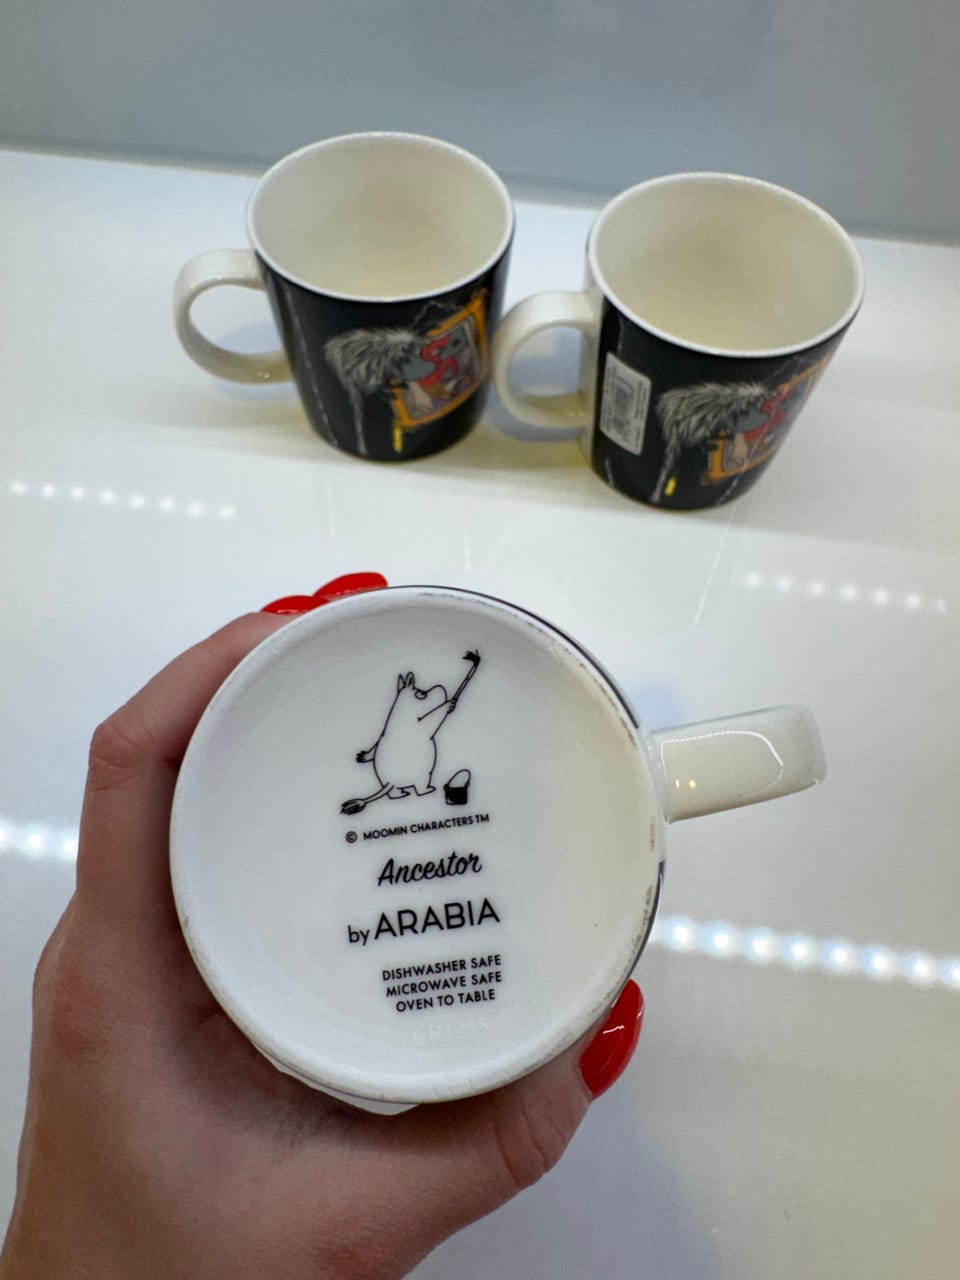 © MOOMIN CHARACTERS TM
Ancestor
by ARABIA
DISHWASHER SAFE
MICROWAVE SAFE
OVEN TO TABLE